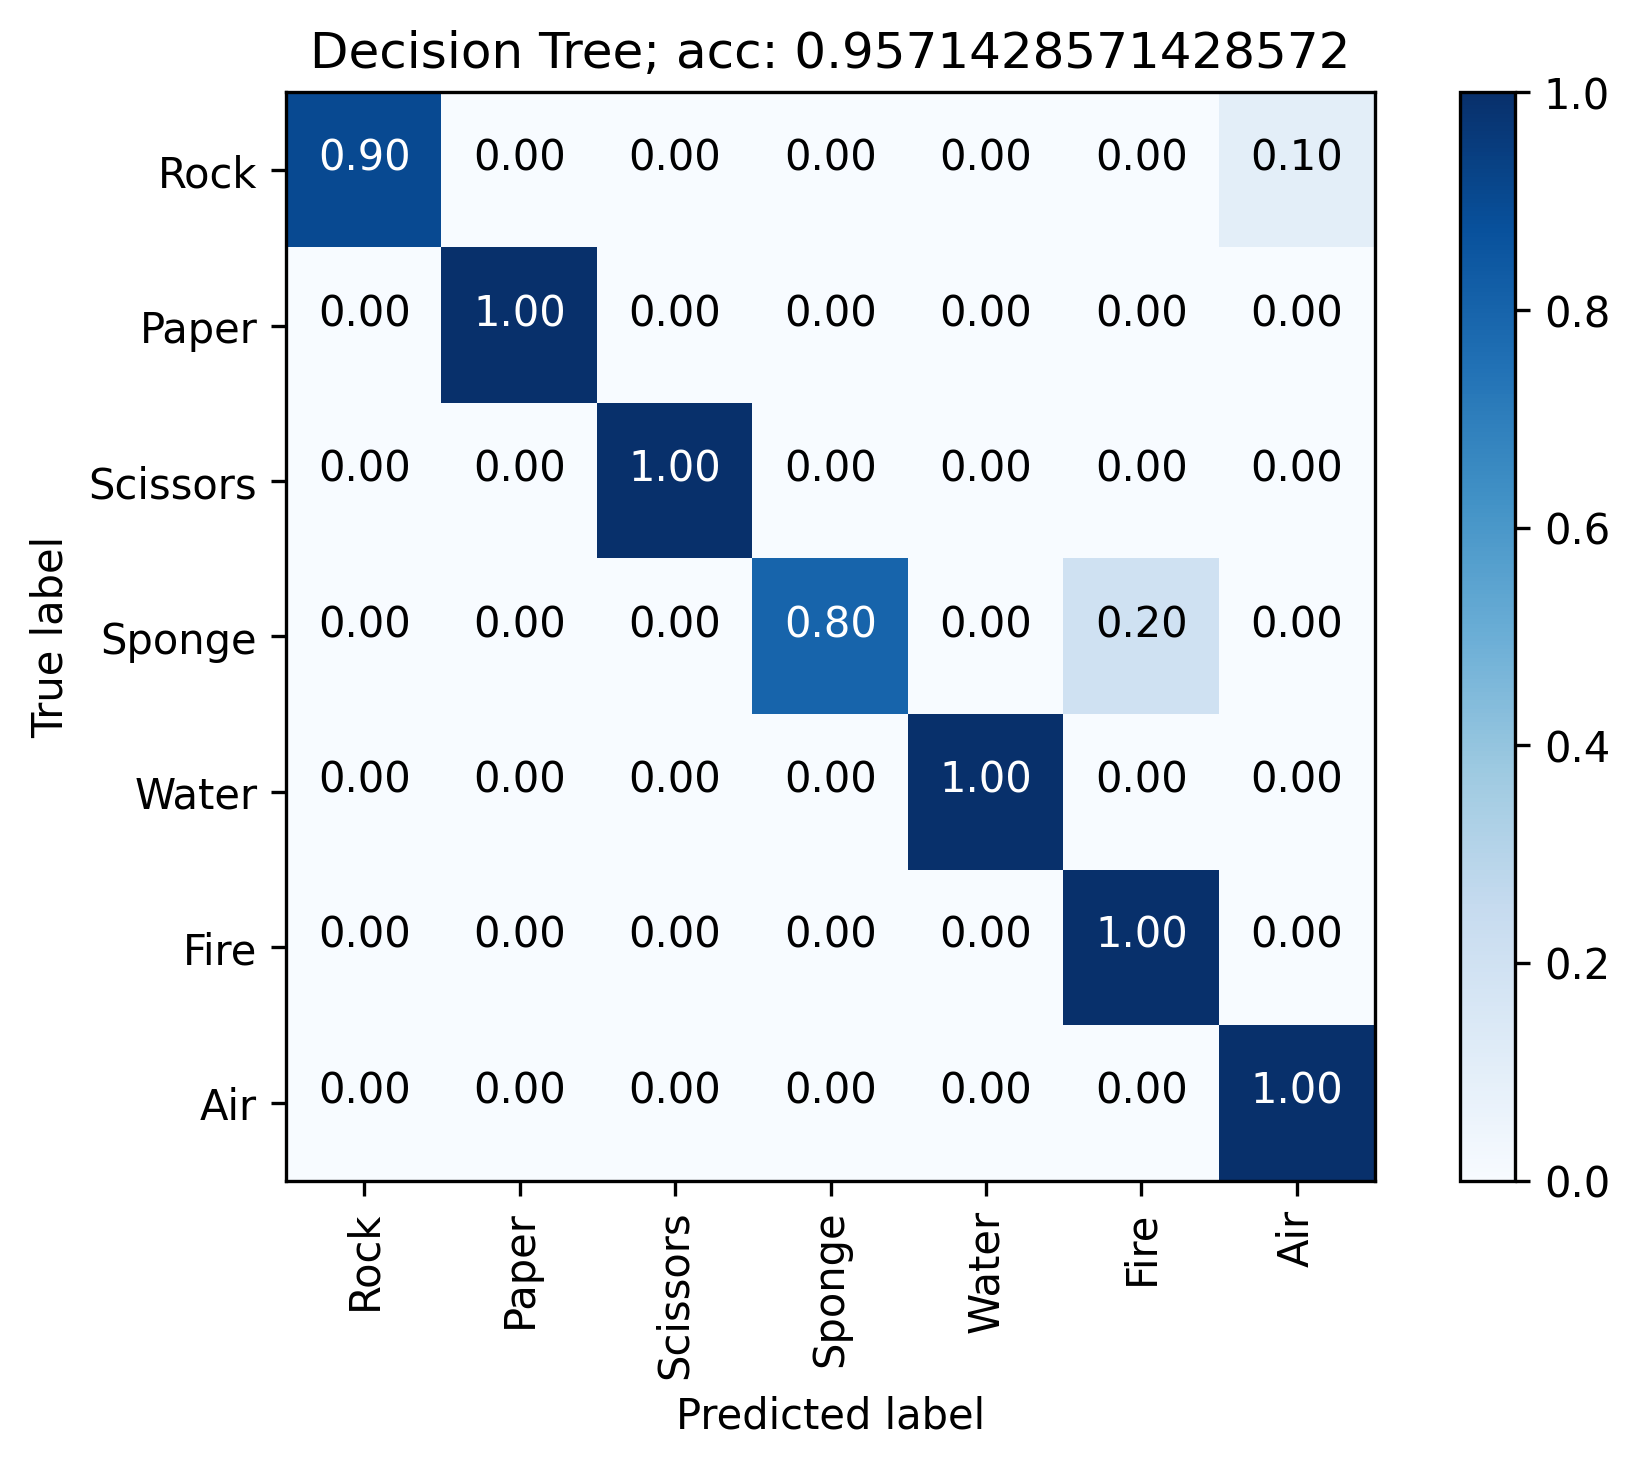 Decision Tree; acc: 0.9571428571428572
Rock 0.90 0.00 0.00 0.00 0.00 0.00 0.10
Paper 0.00 1.00 0.00 0.00 0.00 0.00 0.00
Scissors 0.00 0.00 1.00 0.00 0.00 0.00 0.00
Sponge 0.00 0.00 0.00 0.80 0.00 0.20 0.00
Water 0.00 0.00 0.00 0.00 1.00 0.00 0.00
Fire 0.00 0.00 0.00 0.00 0.00 1.00 0.00
Air 0.00 0.00 0.00 0.00 0.00 0.00 1.00
True label
Rock Paper Scissors Sponge Water Fire Air
Predicted label
1.0
0.8
0.6
0.4
0.2
0.0